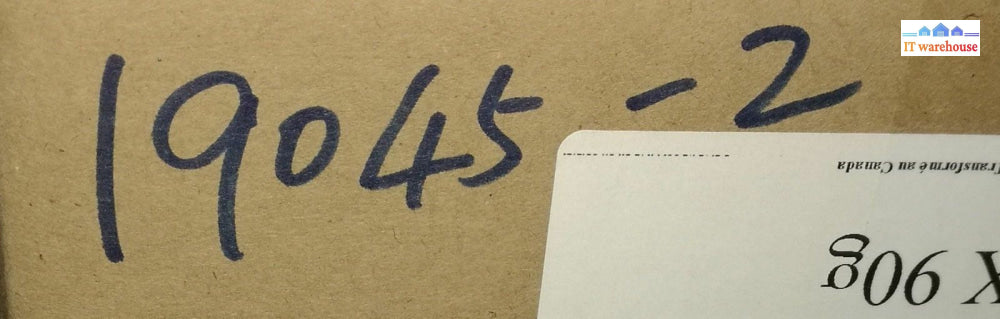 IT warehouse
19045-2
Transformé au Canada
X 90g